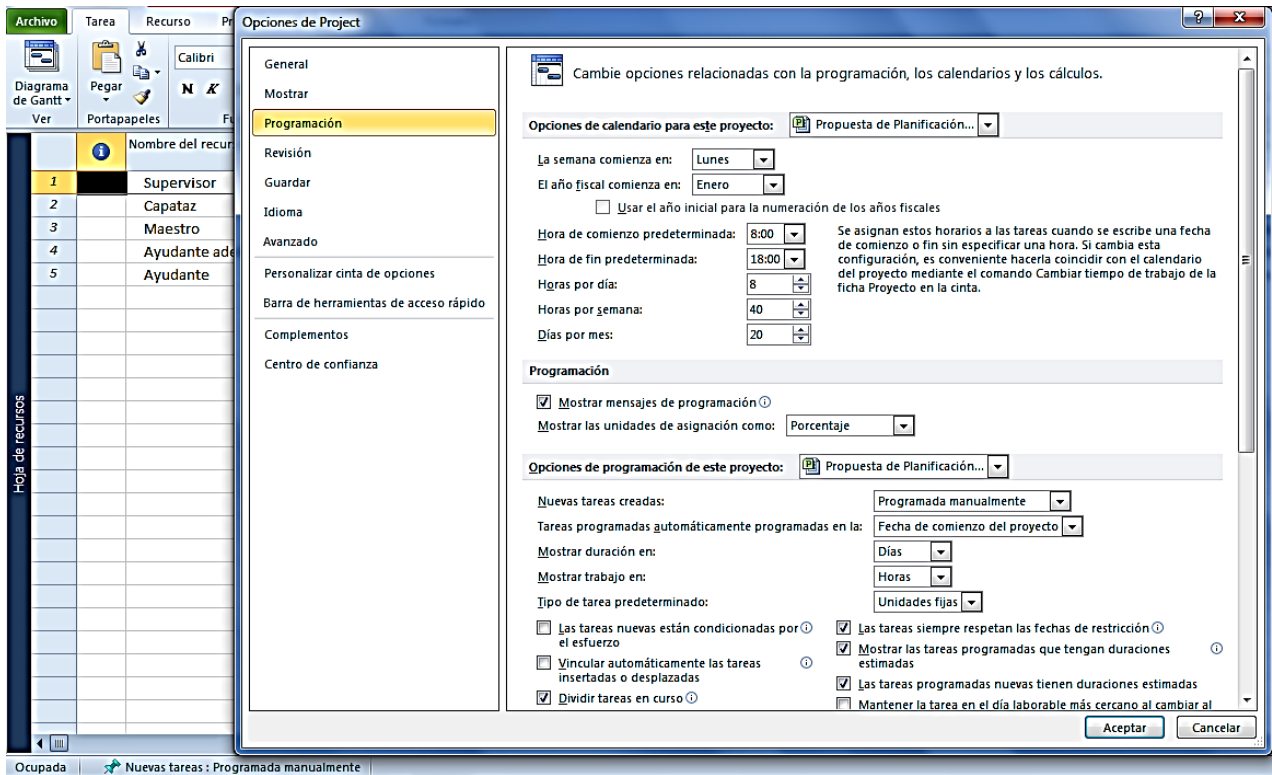 Archivo Tarea Recurso Pr
Opciones de Project
Diagrama de Gantt
Ver
Pegar
Portapapeles
Calibri
N K
Fu
Nombre del recur
1 Supervisor
2 Capataz
3 Maestro
4 Ayudante ade
5 Ayudante
Hoja de recursos
Ocupada Nuevas tareas : Programada manualmente
General
Mostrar
Programación
Revisión
Guardar
Idioma
Avanzado
Personalizar cinta de opciones
Barra de herramientas de acceso rápido
Complementos
Centro de confianza
Cambie opciones relacionadas con la programación, los calendarios y los cálculos.
Opciones de calendario para este proyecto: Propuesta de Planificación...
La semana comienza en: Lunes
El año fiscal comienza en: Enero
Usar el año inicial para la numeración de los años fiscales
Hora de comienzo predeterminada: 8:00
Hora de fin predeterminada: 18:00
Horas por día: 8
Horas por semana: 40
Días por mes: 20
Se asignan estos horarios a las tareas cuando se escribe una fecha
de comienzo o fin sin especificar una hora. Si cambia esta
configuración, es conveniente hacerla coincidir con el calendario
del proyecto mediante el comando Cambiar tiempo de trabajo de la
ficha Proyecto en la cinta.
Programación
Mostrar mensajes de programación
Mostrar las unidades de asignación como: Porcentaje
Opciones de programación de este proyecto: Propuesta de Planificación...
Nuevas tareas creadas: Programada manualmente
Tareas programadas automáticamente programadas en la: Fecha de comienzo del proyecto
Mostrar duración en: Días
Mostrar trabajo en: Horas
Tipo de tarea predeterminado: Unidades fijas
Las tareas nuevas están condicionadas por
el esfuerzo
Vincular automáticamente las tareas
insertadas o desplazadas
Dividir tareas en curso
Las tareas siempre respetan las fechas de restricción
Mostrar las tareas programadas que tengan duraciones
estimadas
Las tareas programadas nuevas tienen duraciones estimadas
Mantener la tarea en el día laborable más cercano al cambiar al
Aceptar Cancelar